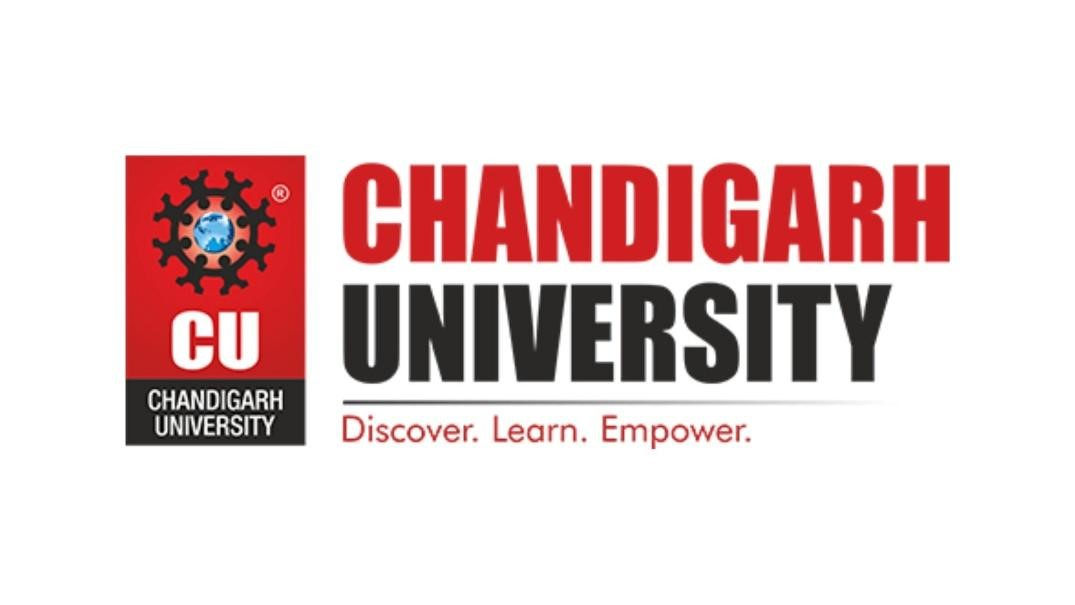 ®
CU
CHANDIGARH
UNIVERSITY
CHANDIGARH
UNIVERSITY
Discover. Learn. Empower.